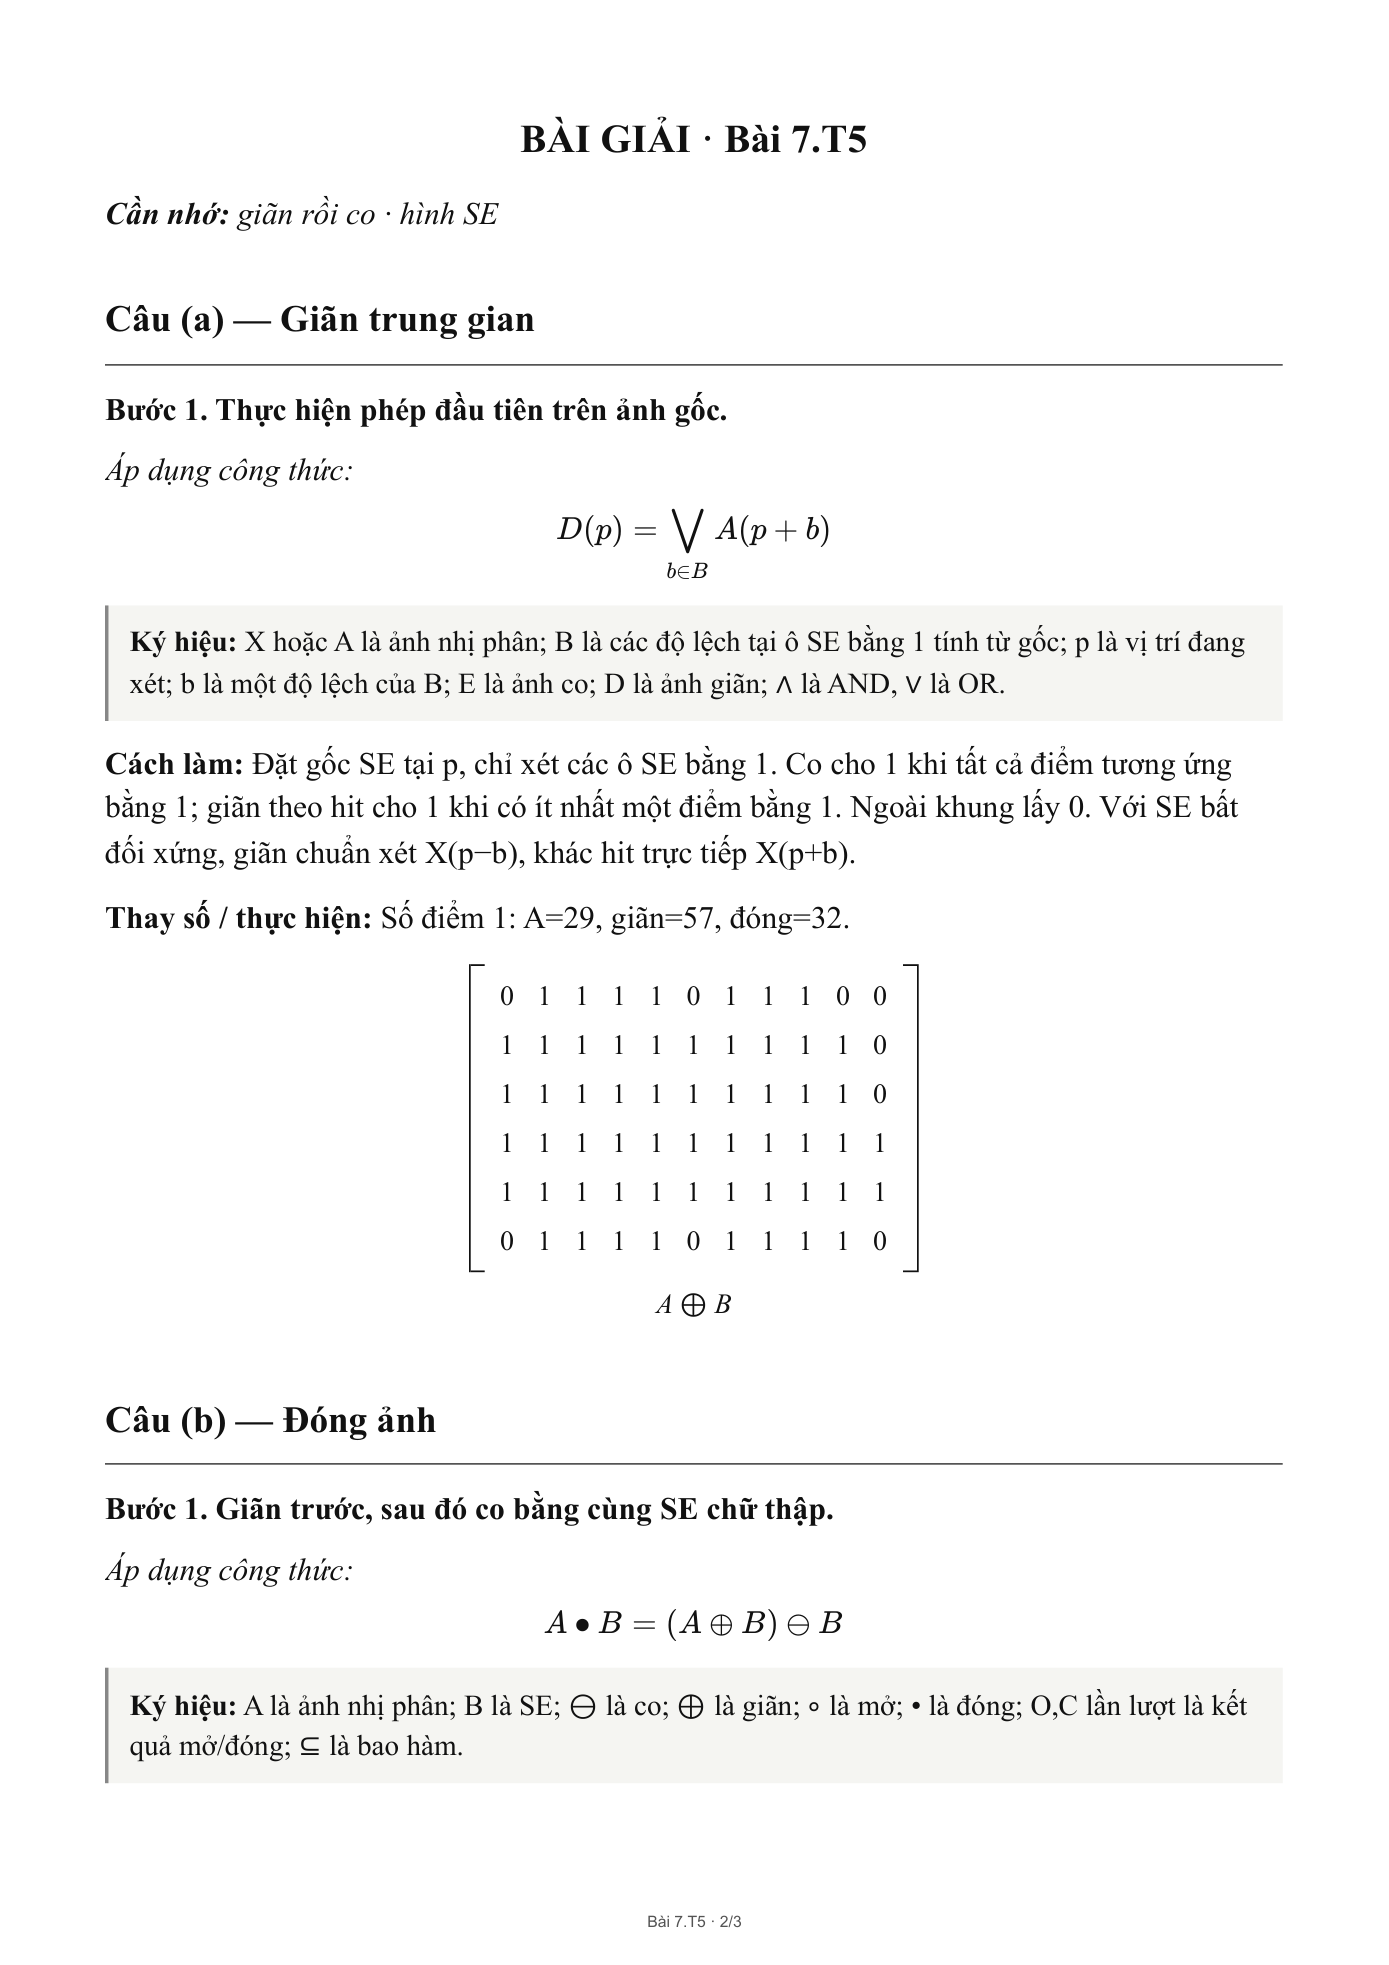 BÀI GIẢI · Bài 7.T5
Cần nhớ: giãn rồi co · hình SE
Câu (a) — Giãn trung gian
Bước 1. Thực hiện phép đầu tiên trên ảnh gốc.
Áp dụng công thức:
D(p) = ⋁ A(p + b)
b∈B
Ký hiệu: X hoặc A là ảnh nhị phân; B là các độ lệch tại ô SE bằng 1 tính từ gốc; p là vị trí đang
xét; b là một độ lệch của B; E là ảnh co; D là ảnh giãn; ∧ là AND, ∨ là OR.
Cách làm: Đặt gốc SE tại p, chỉ xét các ô SE bằng 1. Co cho 1 khi tất cả điểm tương ứng
bằng 1; giãn theo hit cho 1 khi có ít nhất một điểm bằng 1. Ngoài khung lấy 0. Với SE bất
đối xứng, giãn chuẩn xét X(p−b), khác hit trực tiếp X(p+b).
Thay số / thực hiện: Số điểm 1: A=29, giãn=57, đóng=32.
0 1 1 1 1 0 1 1 1 0 0
1 1 1 1 1 1 1 1 1 1 0
1 1 1 1 1 1 1 1 1 1 0
1 1 1 1 1 1 1 1 1 1 1
1 1 1 1 1 1 1 1 1 1 1
0 1 1 1 1 0 1 1 1 1 0
A ⊕ B
Câu (b) — Đóng ảnh
Bước 1. Giãn trước, sau đó co bằng cùng SE chữ thập.
Áp dụng công thức:
A • B = (A ⊕ B) ⊖ B
Ký hiệu: A là ảnh nhị phân; B là SE; ⊖ là co; ⊕ là giãn; ∘ là mở; • là đóng; O,C lần lượt là kết
quả mở/đóng; ⊆ là bao hàm.
Bài 7.T5 · 2/3